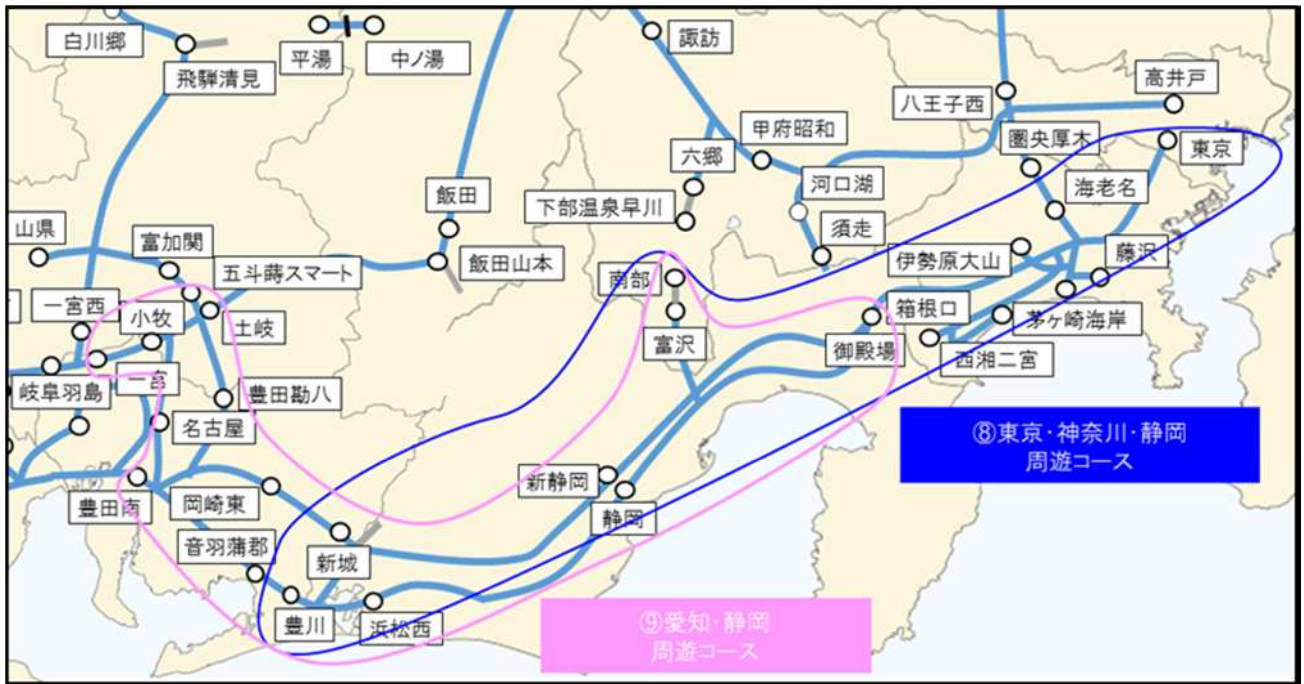 白川郷
飛騨清見
平湯
中ノ湯
諏訪
八王子西
高井戸
甲府昭和
圏央厚木
東京
六郷
河口湖
海老名
飯田
下部温泉早川
須走
山県
富加関
五斗蒔スマート
飯田山本
伊勢原大山
藤沢
南部
一宮西
小牧
土岐
箱根口
茅ヶ崎海岸
富沢
御殿場
西湘二宮
岐阜羽島
一宮
豊田勘八
名古屋
⑧東京・神奈川・静岡
周遊コース
新静岡
豊田南
岡崎東
静岡
音羽蒲郡
新城
豊川
浜松西
⑨愛知・静岡
周遊コース